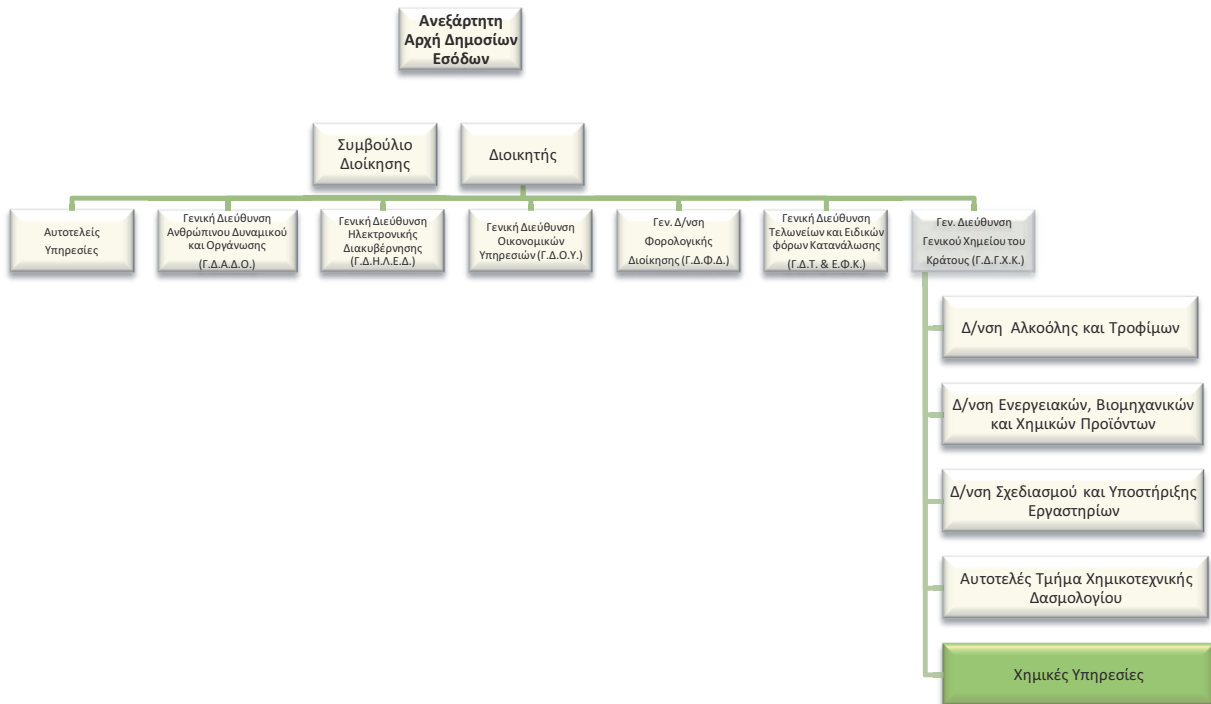 Ανεξάρτητη
Αρχή Δημοσίων
Εσόδων
Συμβούλιο
Διοίκησης
Διοικητής
Αυτοτελείς
Υπηρεσίες
Γενική Διεύθυνση
Ανθρώπινου Δυναμικού
και Οργάνωσης
(Γ.Δ.Α.Δ.Ο.)
Γενική Διεύθυνση
Ηλεκτρονικής
Διακυβέρνησης
(Γ.Δ.Η.Λ.Ε.Δ.)
Γενική Διεύθυνση
Οικονομικών
Υπηρεσιών (Γ.Δ.Ο.Υ.)
Γεν. Δ/νση
Φορολογικής
Διοίκησης (Γ.Δ.Φ.Δ.)
Γενική Διεύθυνση
Τελωνείων και Ειδικών
φόρων Κατανάλωσης
(Γ.Δ.Τ. & Ε.Φ.Κ.)
Γεν. Διεύθυνση
Γενικού Χημείου του
Κράτους (Γ.Δ.Γ.Χ.Κ.)
Δ/νση Αλκοόλης και Τροφίμων
Δ/νση Ενεργειακών, Βιομηχανικών
και Χημικών Προϊόντων
Δ/νση Σχεδιασμού και Υποστήριξης
Εργαστηρίων
Αυτοτελές Τμήμα Χημικοτεχνικής
Δασμολογίου
Χημικές Υπηρεσίες